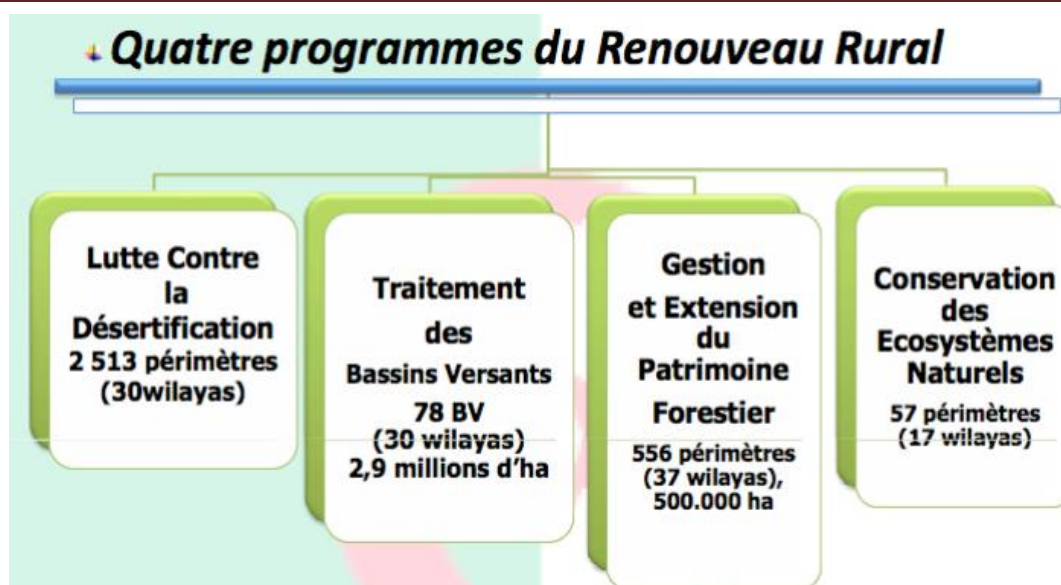 Quatre programmes du Renouveau Rural
Lutte Contre
la
Désertification
2 513 périmètres
(30wilayas)
Traitement
des
Bassins Versants
78 BV
(30 wilayas)
2,9 millions d’ha
Gestion
et Extension
du
Patrimoine
Forestier
556 périmètres
(37 wilayas),
500.000 ha
Conservation
des
Ecosystèmes
Naturels
57 périmètres
(17 wilayas)